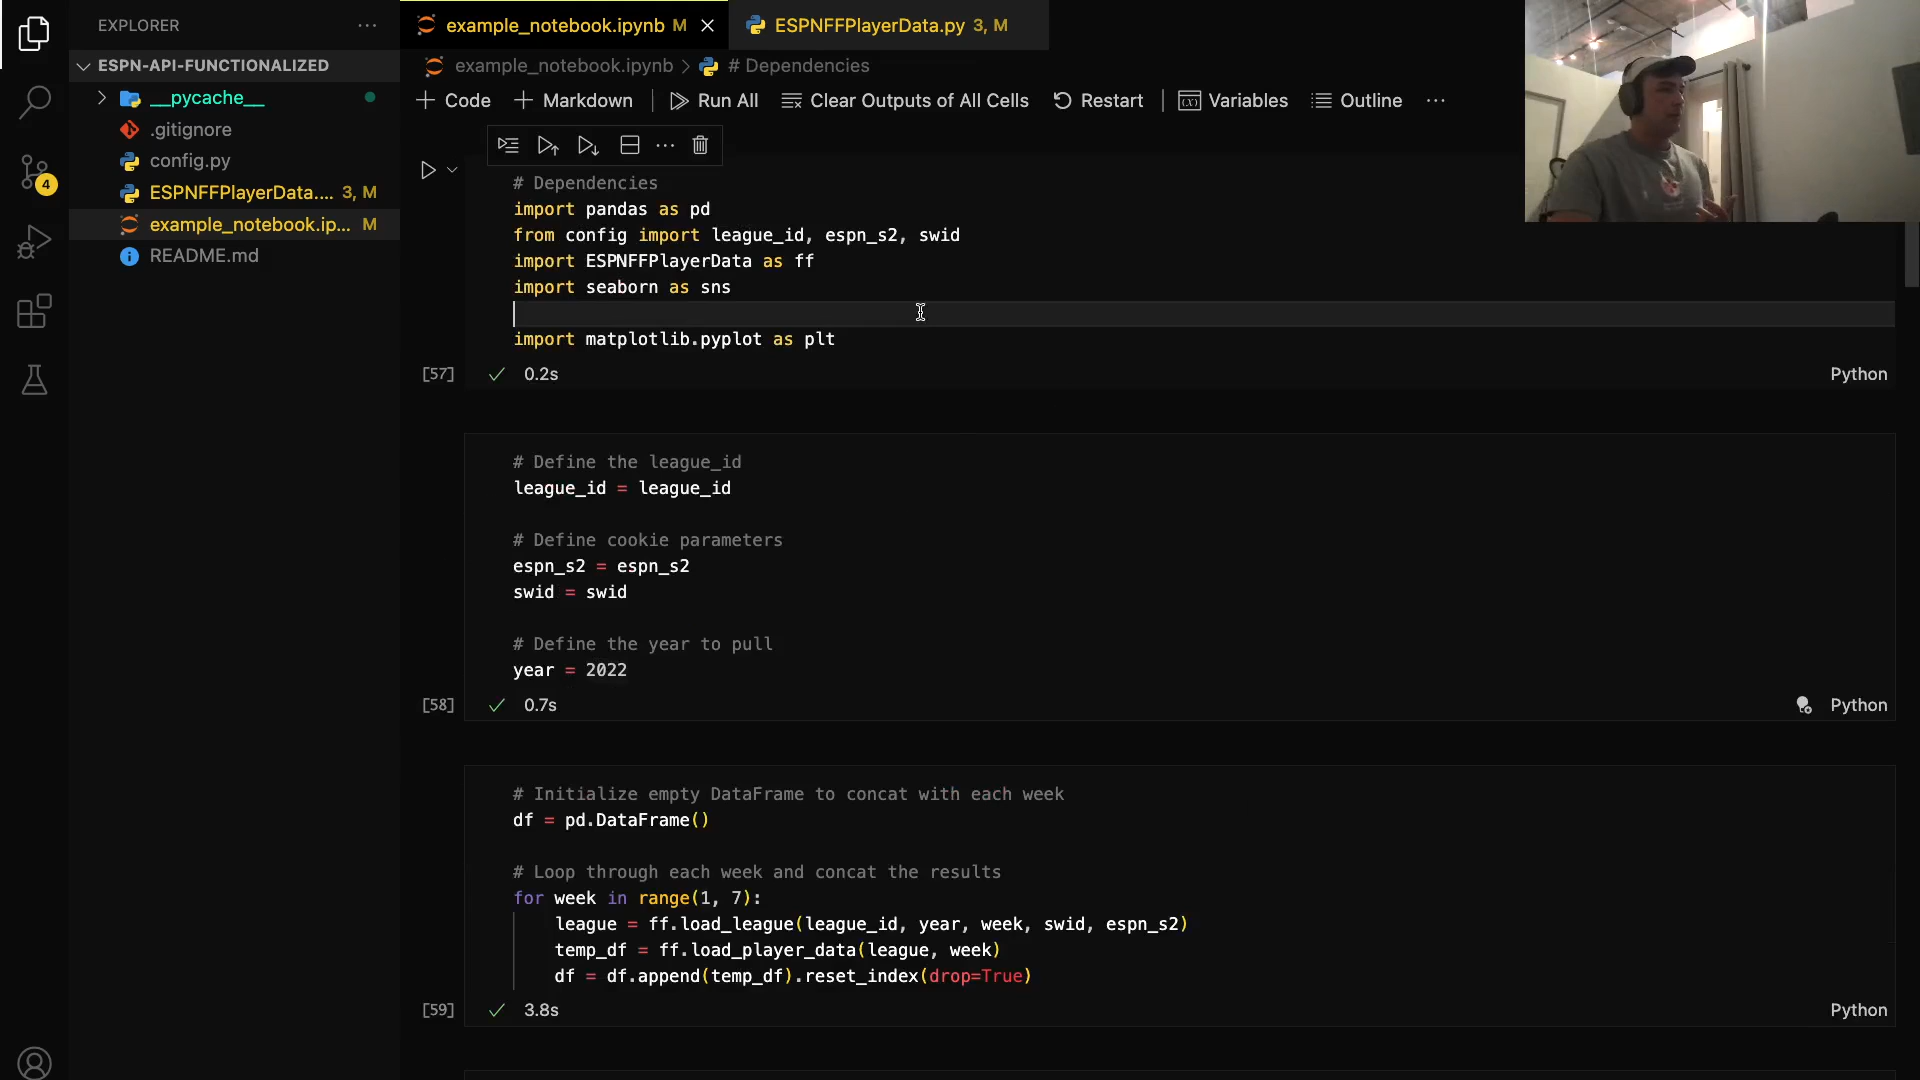 EXPLORER
ESPN-API-FUNCTIONALIZED
__pycache__
.gitignore
config.py
ESPNFFPlayerData.... 3, M
example_notebook.ip... M
README.md
4
example_notebook.ipynb M
ESPNFFPlayerData.py 3, M
example_notebook.ipynb > # Dependencies
+ Code + Markdown Run All Clear Outputs of All Cells Restart Variables Outline ...
# Dependencies
import pandas as pd
from config import league_id, espn_s2, swid
import ESPNFFPlayerData as ff
import seaborn as sns
import matplotlib.pyplot as plt
[57] ✓ 0.2s Python
# Define the league_id
league_id = league_id
# Define cookie parameters
espn_s2 = espn_s2
swid = swid
# Define the year to pull
year = 2022
[58] ✓ 0.7s Python
# Initialize empty DataFrame to concat with each week
df = pd.DataFrame()
# Loop through each week and concat the results
for week in range(1, 7):
league = ff.load_league(league_id, year, week, swid, espn_s2)
temp_df = ff.load_player_data(league, week)
df = df.append(temp_df).reset_index(drop=True)
[59] ✓ 3.8s Python